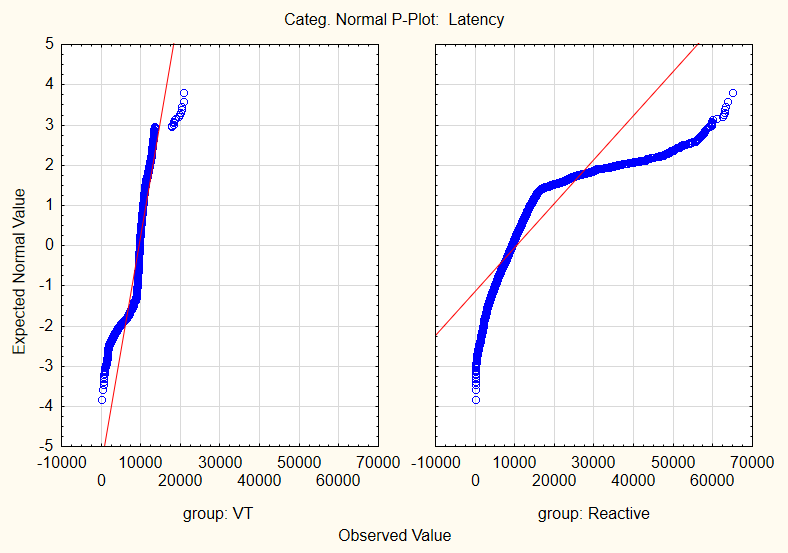 Categ. Normal P-Plot:  Latency
Expected Normal Value
5
4
3
2
1
0
-1
-2
-3
-4
-5
-10000 10000 30000 50000 70000
0 20000 40000 60000
-10000 10000 30000 50000 70000
0 20000 40000 60000
group: VT
group: Reactive
Observed Value